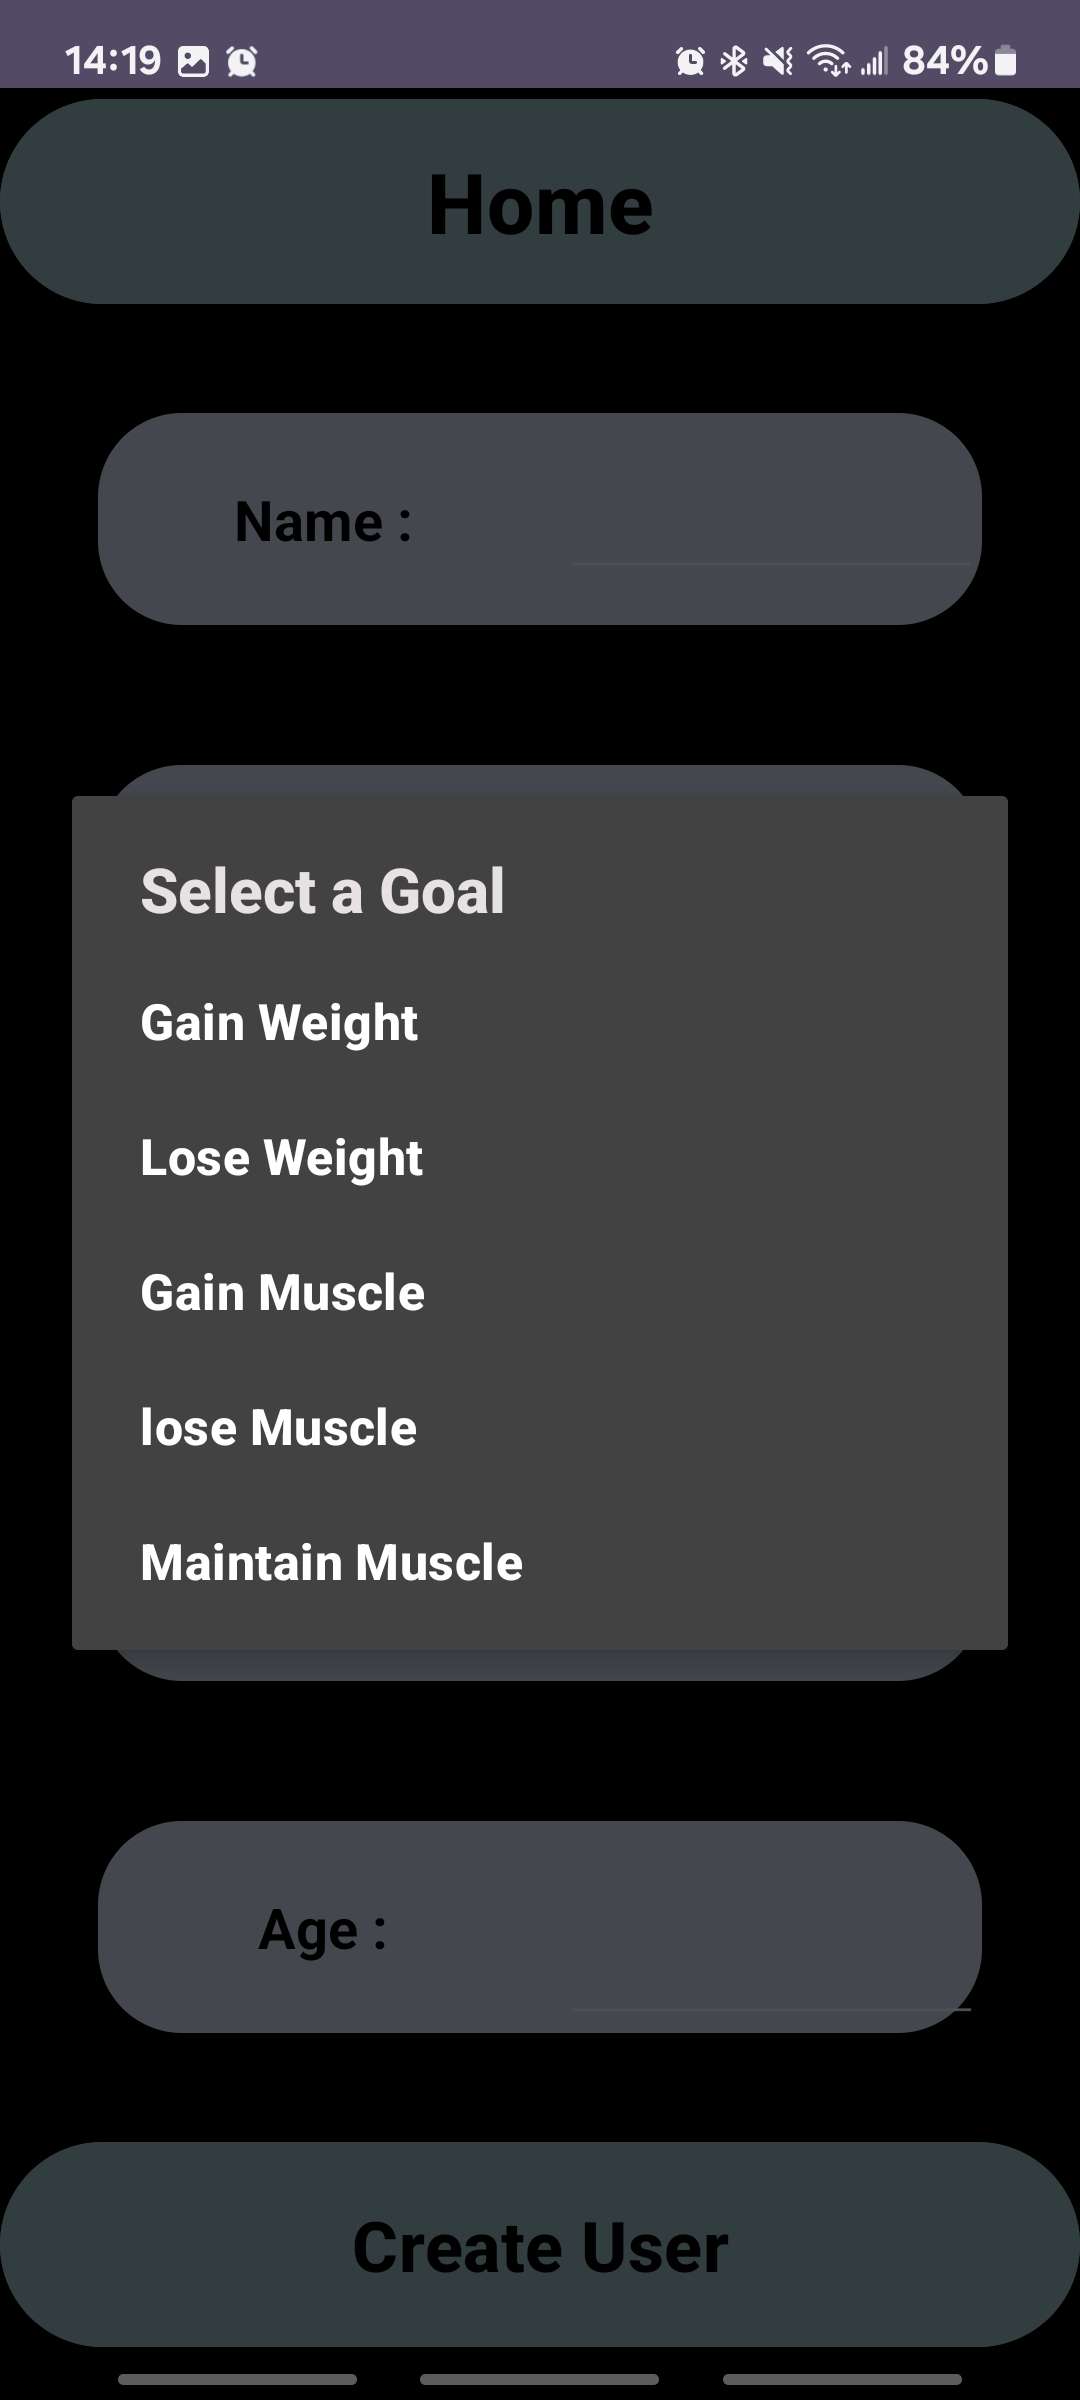 14:19 84%
Home
Name :
Select a Goal
Gain Weight
Lose Weight
Gain Muscle
lose Muscle
Maintain Muscle
Age :
Create User